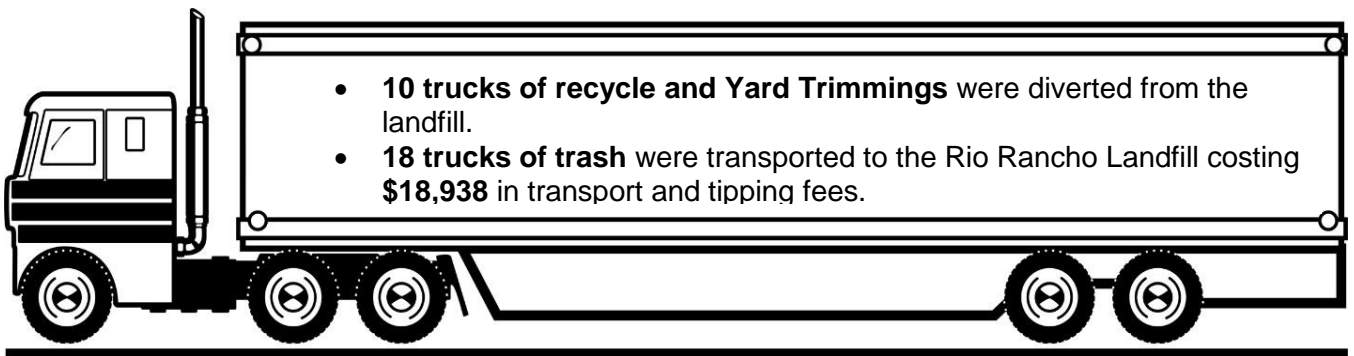 • 10 trucks of recycle and Yard Trimmings were diverted from the
landfill.
• 18 trucks of trash were transported to the Rio Rancho Landfill costing
$18,938 in transport and tipping fees.